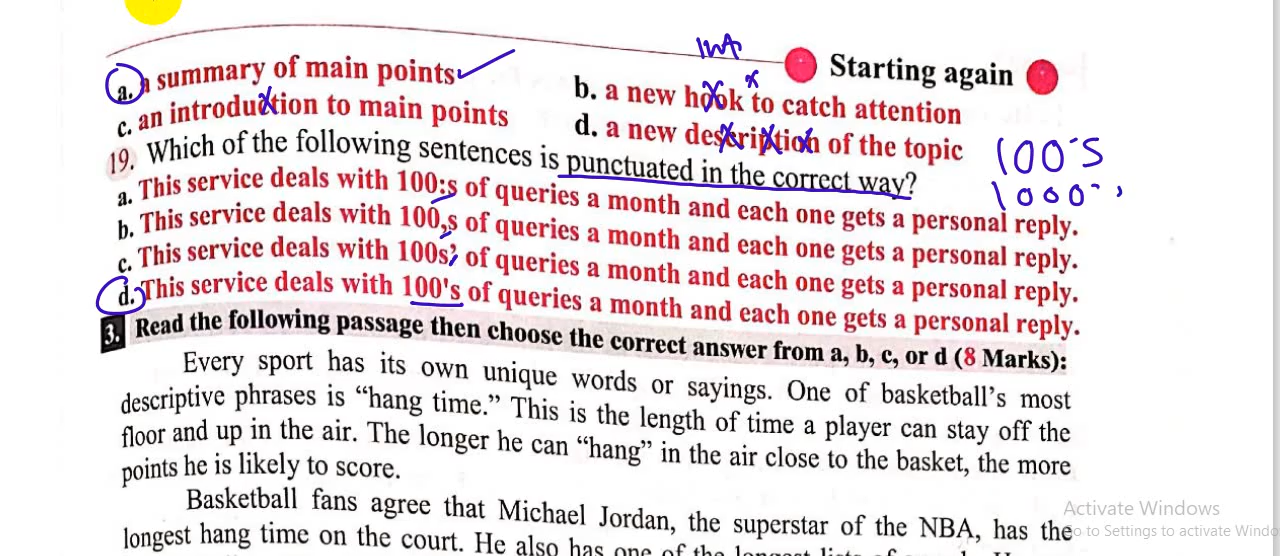 Int
Starting again
a. a summary of main points
b. a new hook to catch attention
c. an introduction to main points
d. a new description of the topic
100's
1000
19. Which of the following sentences is punctuated in the correct way?
a. This service deals with 100:s of queries a month and each one gets a personal reply.
b. This service deals with 100,s of queries a month and each one gets a personal reply.
c. This service deals with 100s; of queries a month and each one gets a personal reply.
d. This service deals with 100's of queries a month and each one gets a personal reply.
3. Read the following passage then choose the correct answer from a, b, c, or d (8 Marks):
Every sport has its own unique words or sayings. One of basketball's most
descriptive phrases is “hang time.” This is the length of time a player can stay off the
floor and up in the air. The longer he can “hang” in the air close to the basket, the more
points he is likely to score.
Basketball fans agree that Michael Jordan, the superstar of the NBA, has the
longest hang time on the court. He also has one of the longest lists of
Activate Windows
Go to Settings to activate Windo